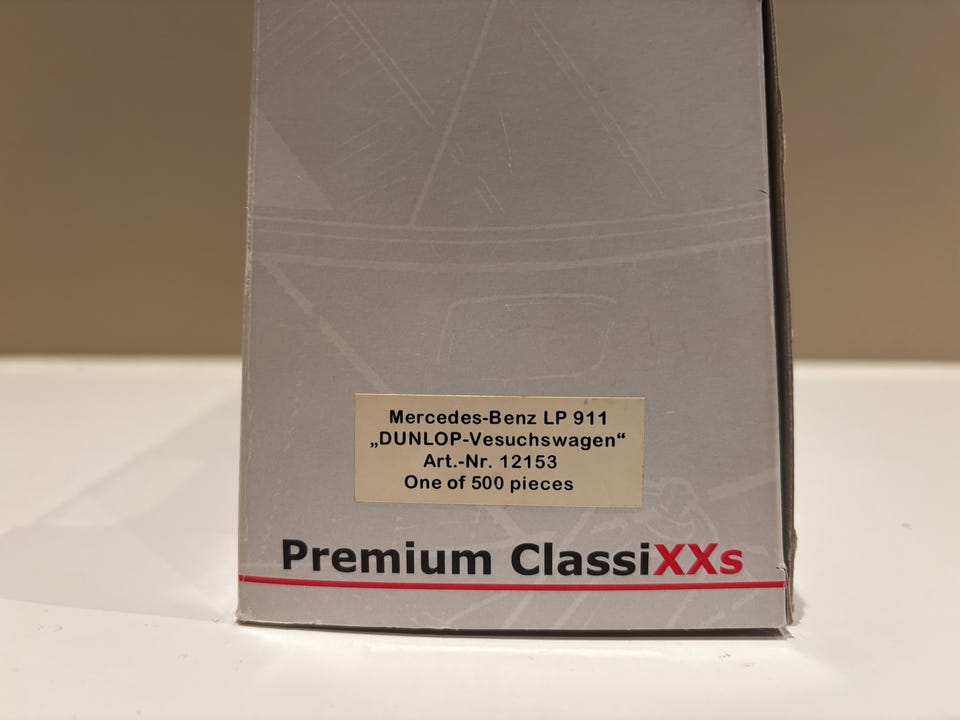 Mercedes-Benz LP 911
„DUNLOP-Vesuchswagen“
Art.-Nr. 12153
One of 500 pieces
Premium ClassiXXs